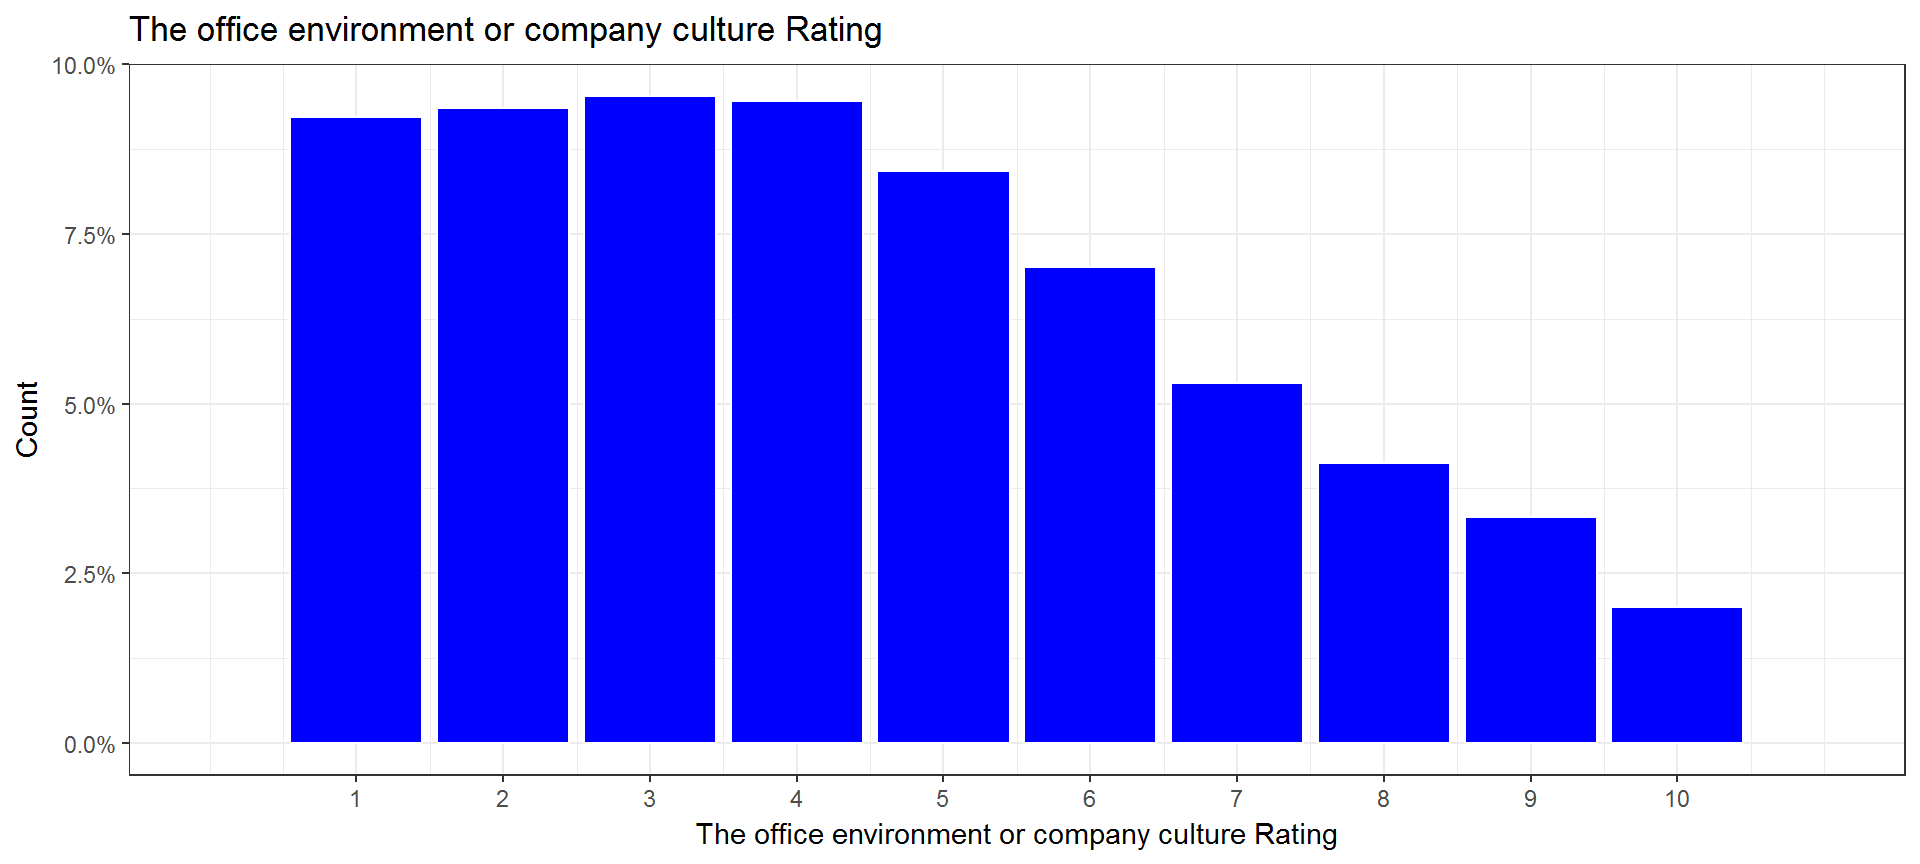 The office environment or company culture Rating
10.0%
7.5%
5.0%
2.5%
0.0%
Count
1 2 3 4 5 6 7 8 9 10
The office environment or company culture Rating